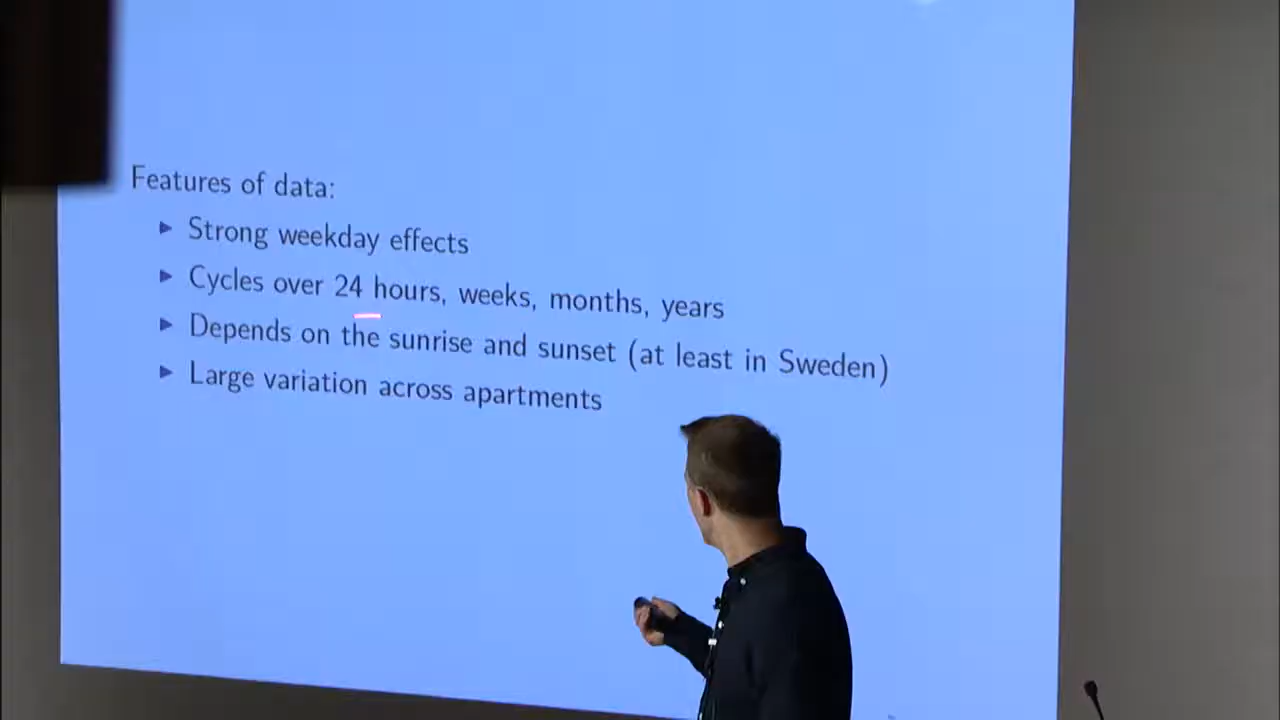 Features of data:
Strong weekday effects
Cycles over 24 hours, weeks, months, years
Depends on the sunrise and sunset (at least in Sweden)
Large variation across apartments